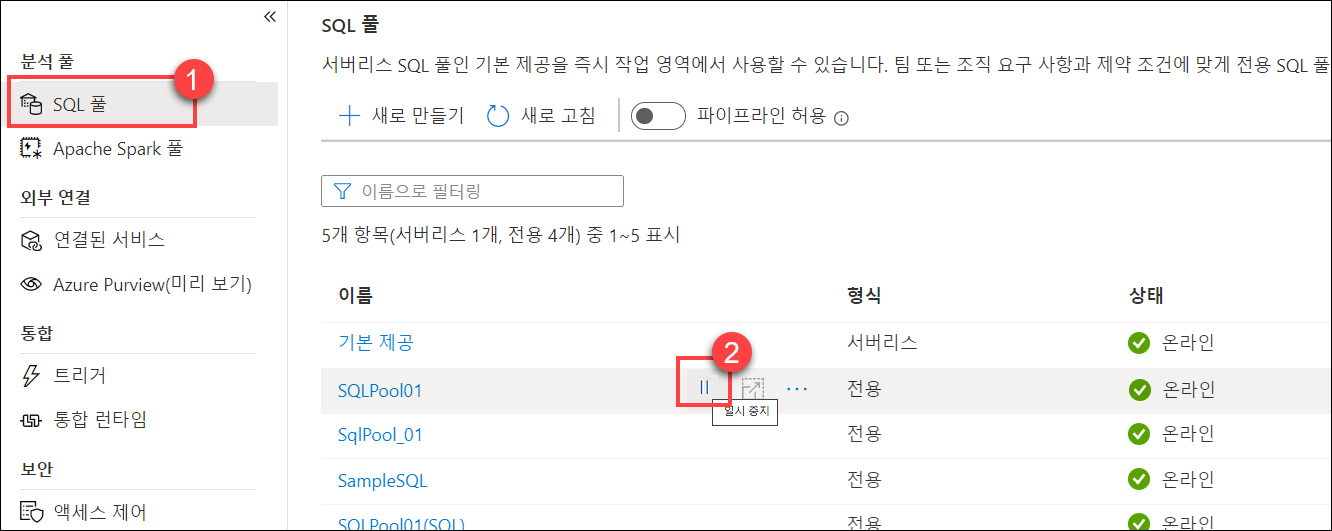 «
분석 풀
1
SQL 풀
Apache Spark 풀
외부 연결
연결된 서비스
Azure Purview(미리 보기)
통합
트리거
통합 런타임
보안
액세스 제어
SQL 풀
서버리스 SQL 풀인 기본 제공을 즉시 작업 영역에서 사용할 수 있습니다. 팀 또는 조직 요구 사항과 제약 조건에 맞게 전용 SQL 풀
새로 만들기 새로 고침 파이프라인 허용
이름으로 필터링
5개 항목(서버리스 1개, 전용 4개) 중 1~5 표시
이름 형식 상태
기본 제공 서버리스 온라인
2
SQLPool01 전용 온라인
일시 중지
SqlPool_01 전용 온라인
SampleSQL 전용 온라인
SQLPool01(SQL) 전용 온라인